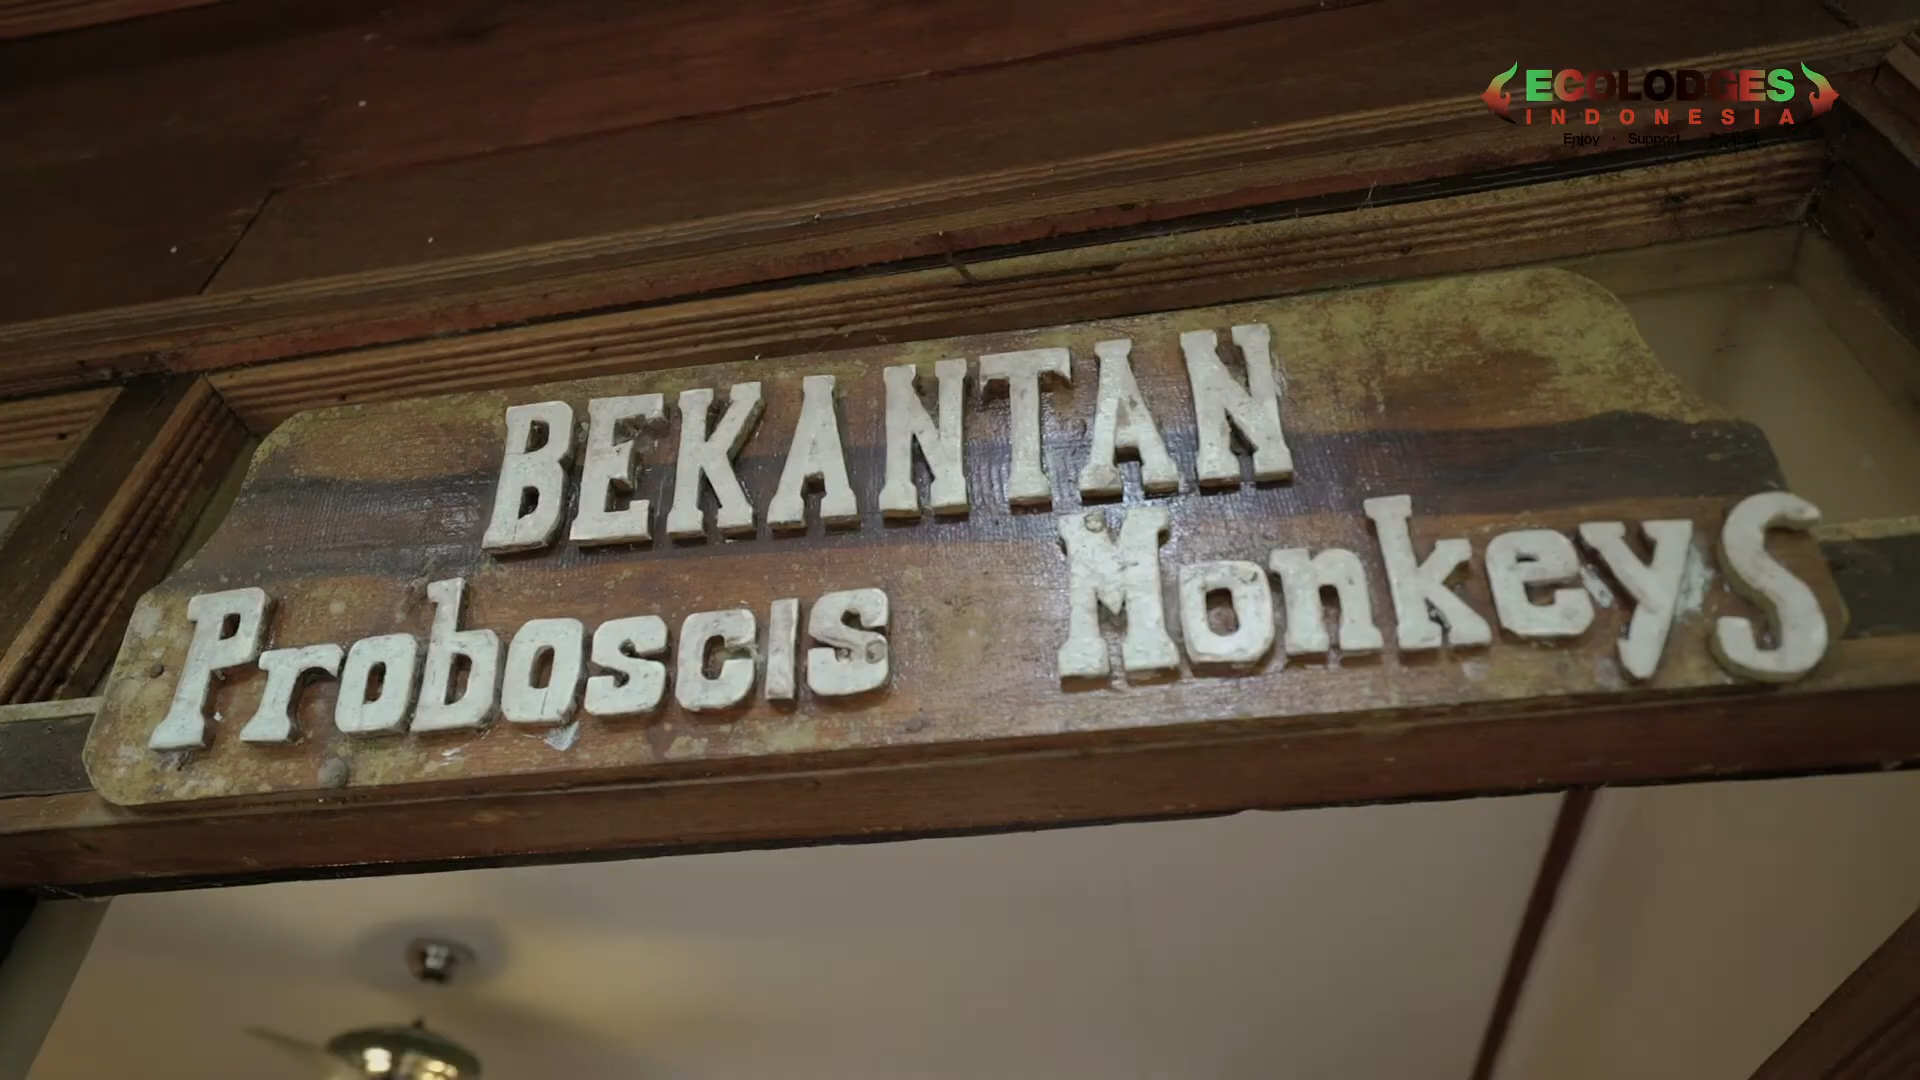 ECOLODGES
INDONESIA
Enjoy · Support
BEKANTAN
Proboscis Monkeys